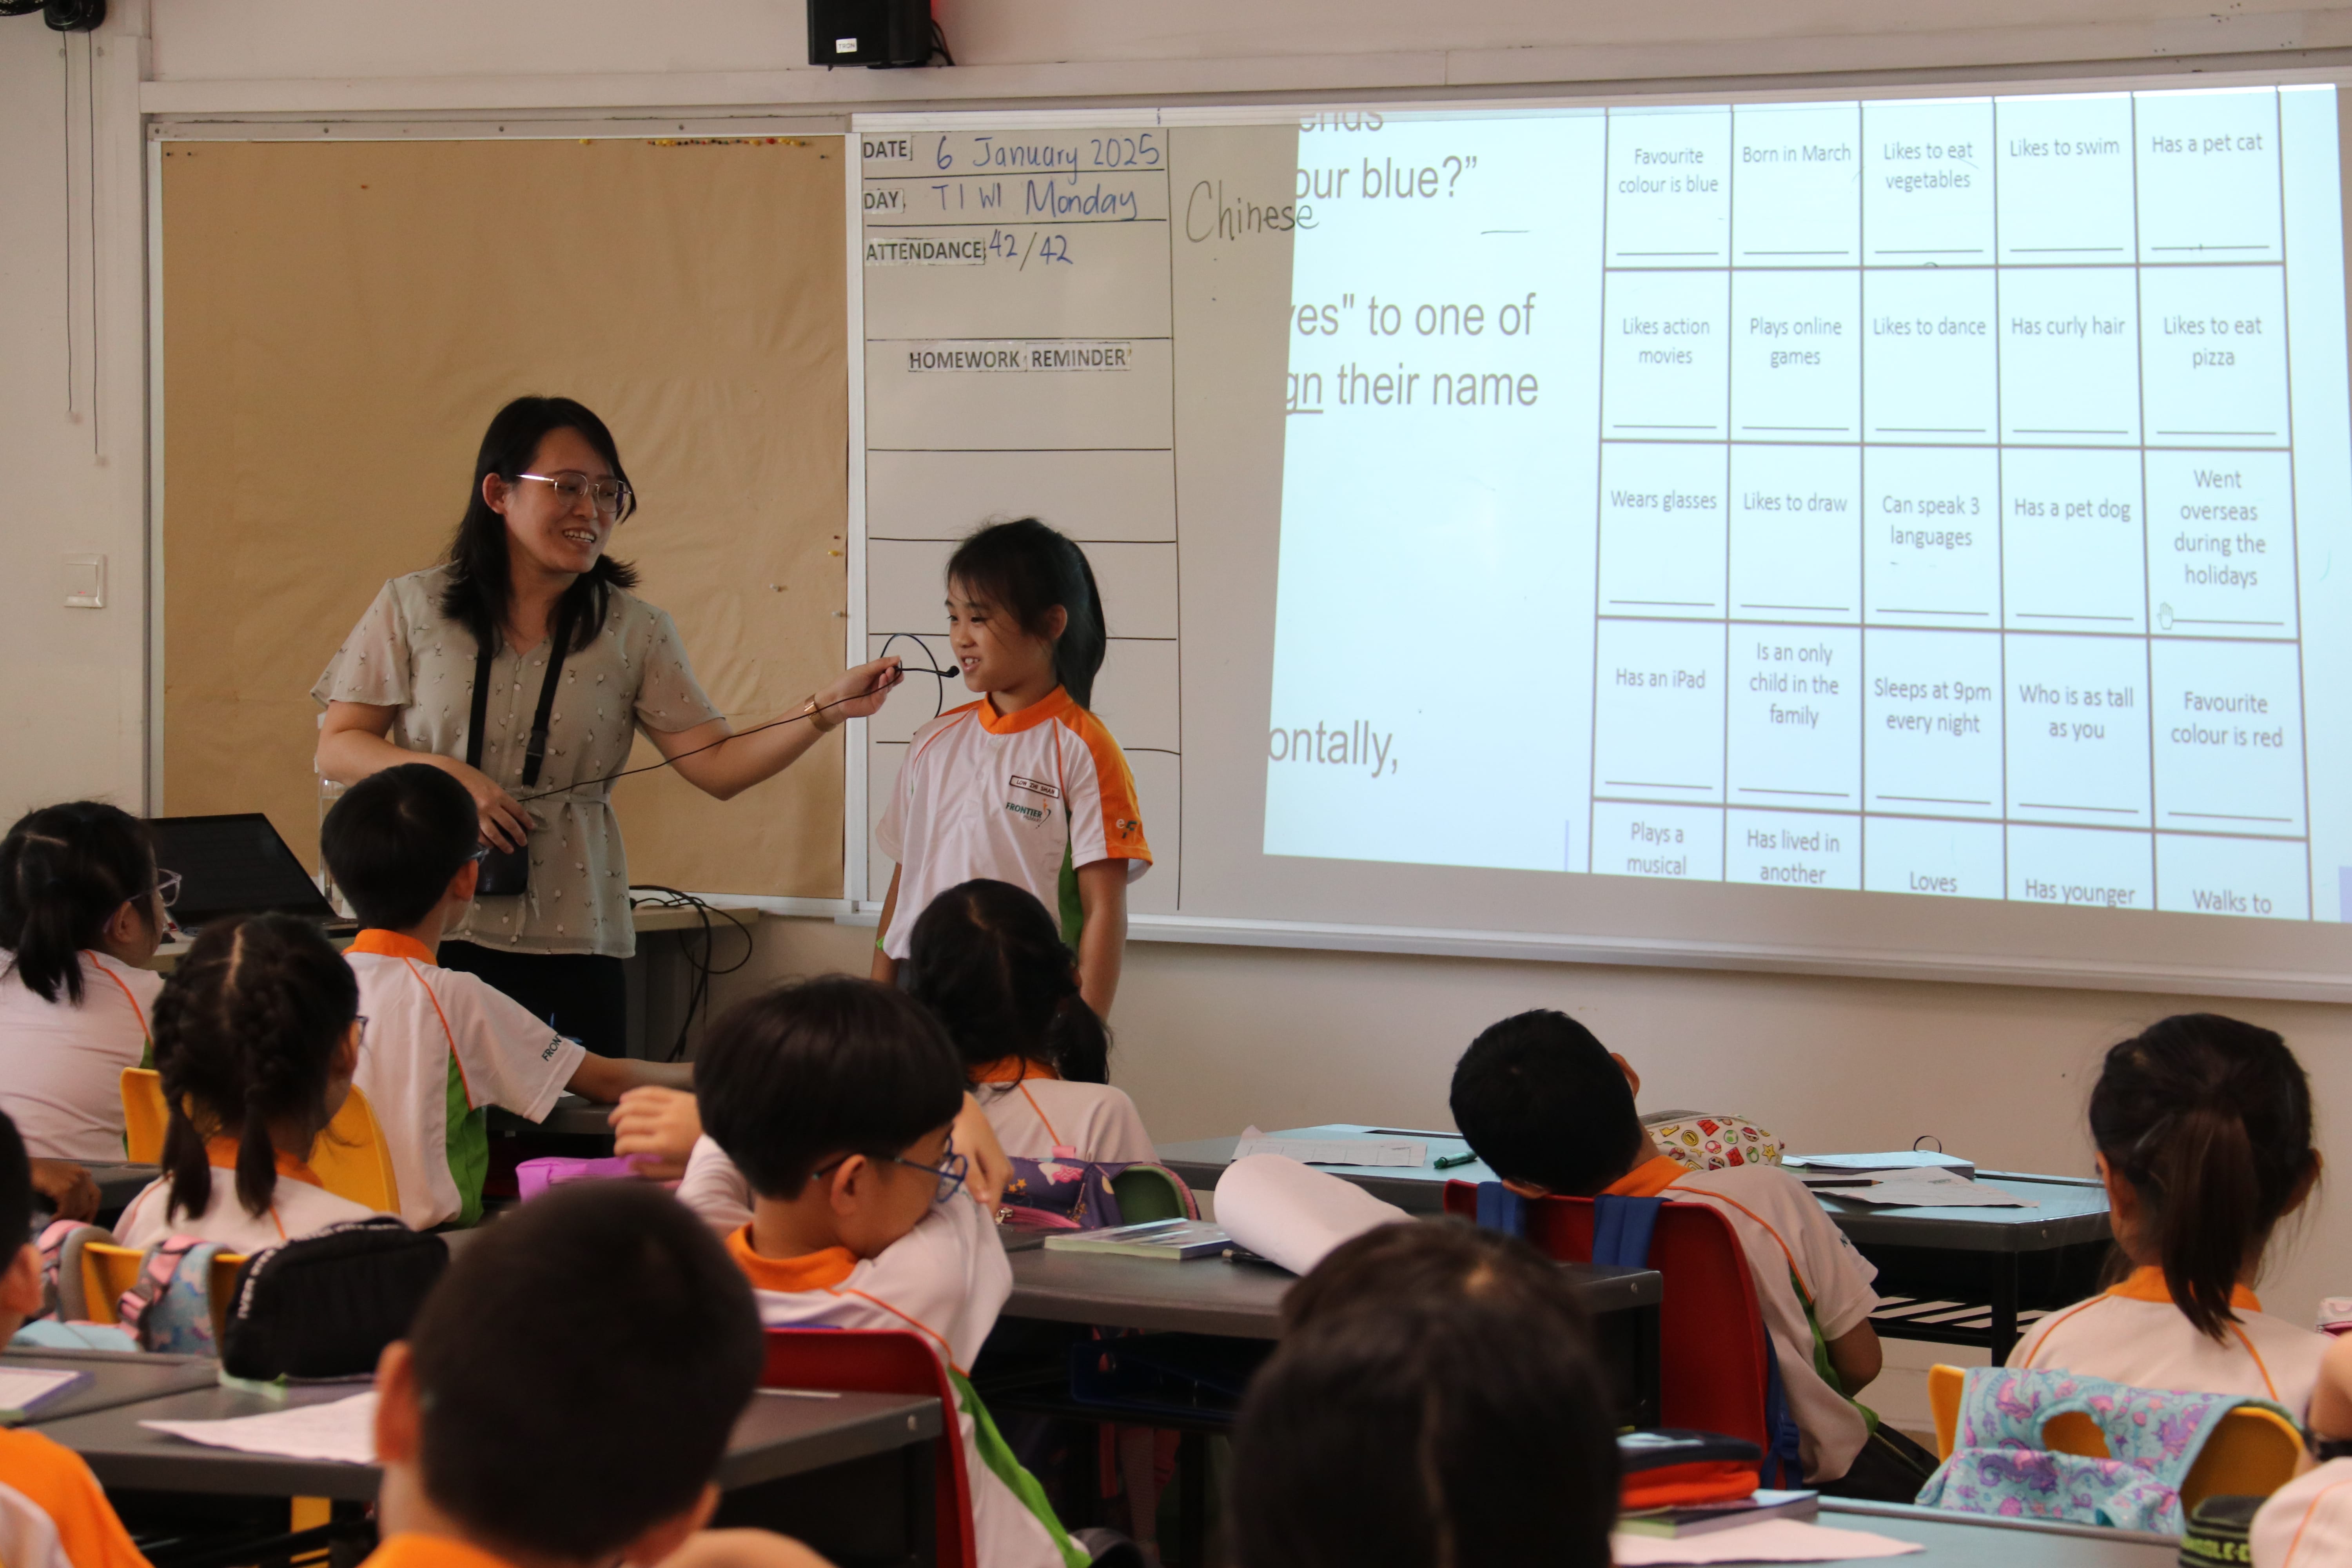 TRON
DATE 6 January 2025
DAY T1 W1 Monday
ATTENDANCE 42/42
HOMEWORK REMINDER
Chinese
our blue?"
yes" to one of
gn their name
ontally,
Favourite
colour is blue
Born in March
Likes to eat
vegetables
Likes to swim
Has a pet cat
Likes action
movies
Plays online
games
Likes to dance
Has curly hair
Likes to eat
pizza
Wears glasses
Likes to draw
Can speak 3
languages
Has a pet dog
Went
overseas
during the
holidays
Has an iPad
Is an only
child in the
family
Sleeps at 9pm
every night
Who is as tall
as you
Favourite
colour is red
Plays a
musical
Has lived in
another
Loves
Has younger
Walks to
FRONTIER
FRON